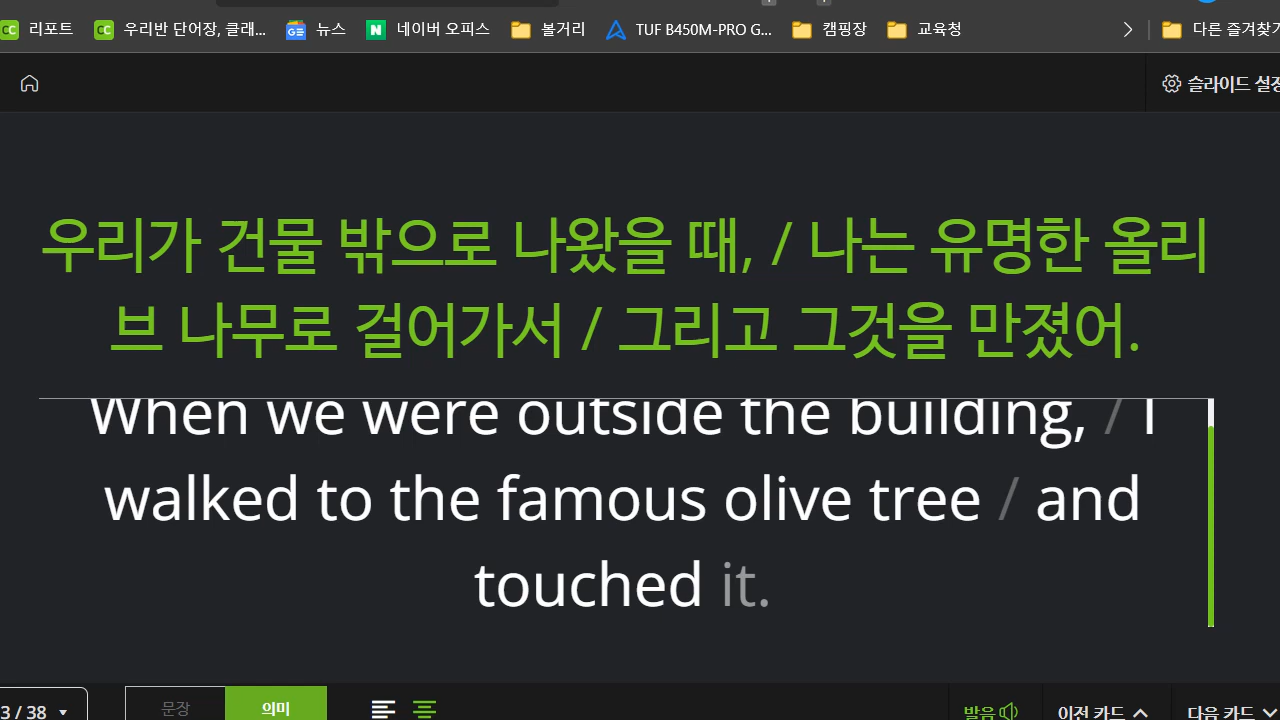 리포트 우리반 단어장, 클래... 뉴스 네이버 오피스 볼거리 TUF B450M-PRO G... 캠핑장 교육청 다른 즐겨찾기
슬라이드 설정
우리가 건물 밖으로 나왔을 때, / 나는 유명한 올리
브 나무로 걸어가서 / 그리고 그것을 만졌어.
When we were outside the building, / I
walked to the famous olive tree / and
touched it.
3 / 38 문장 의미 발음 이전 카드 다음 카드